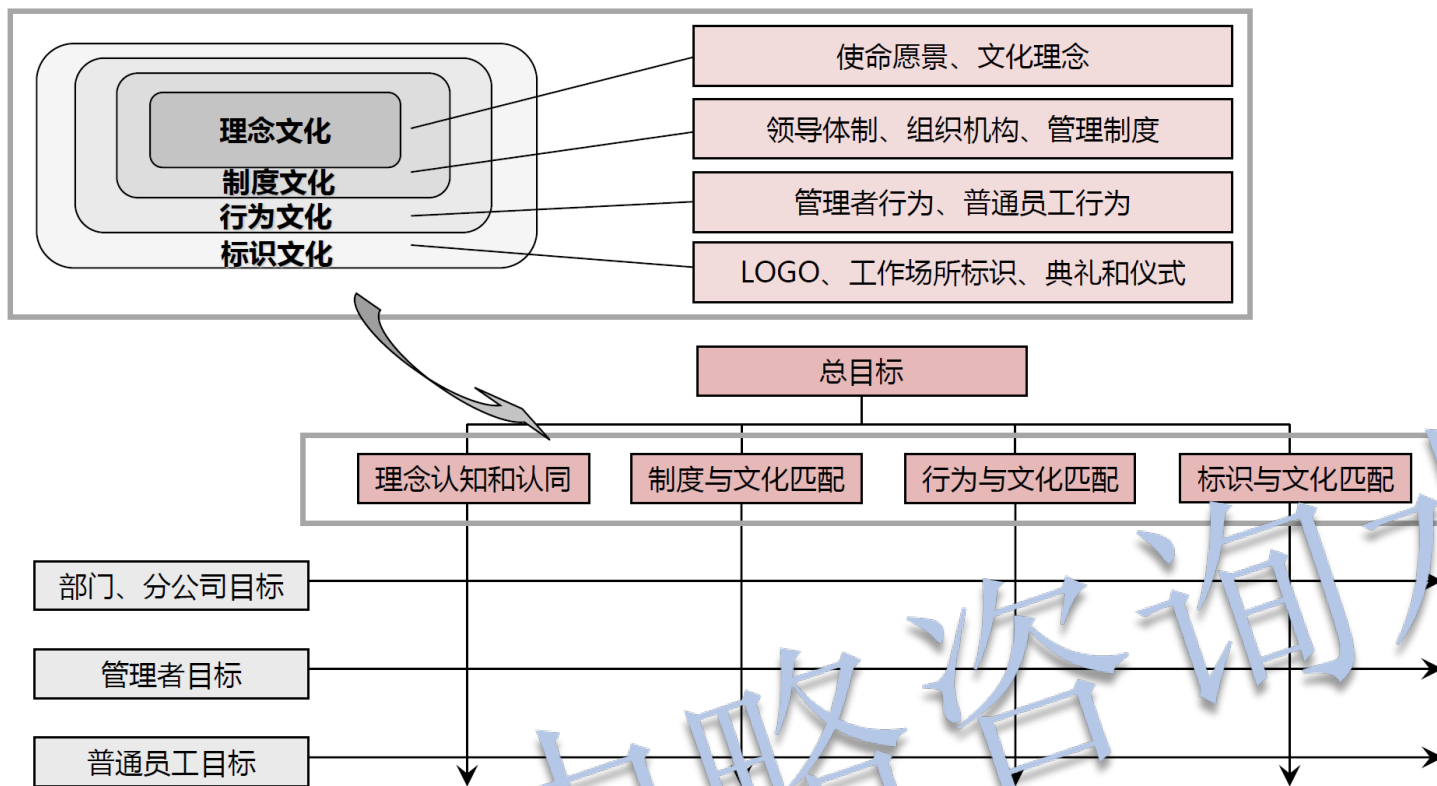 理念文化
制度文化
行为文化
标识文化
使命愿景、文化理念
领导体制、组织机构、管理制度
管理者行为、普通员工行为
LOGO、工作场所标识、典礼和仪式
总目标
理念认知和认同
制度与文化匹配
行为与文化匹配
标识与文化匹配
部门、分公司目标
管理者目标
普通员工目标
略咨询